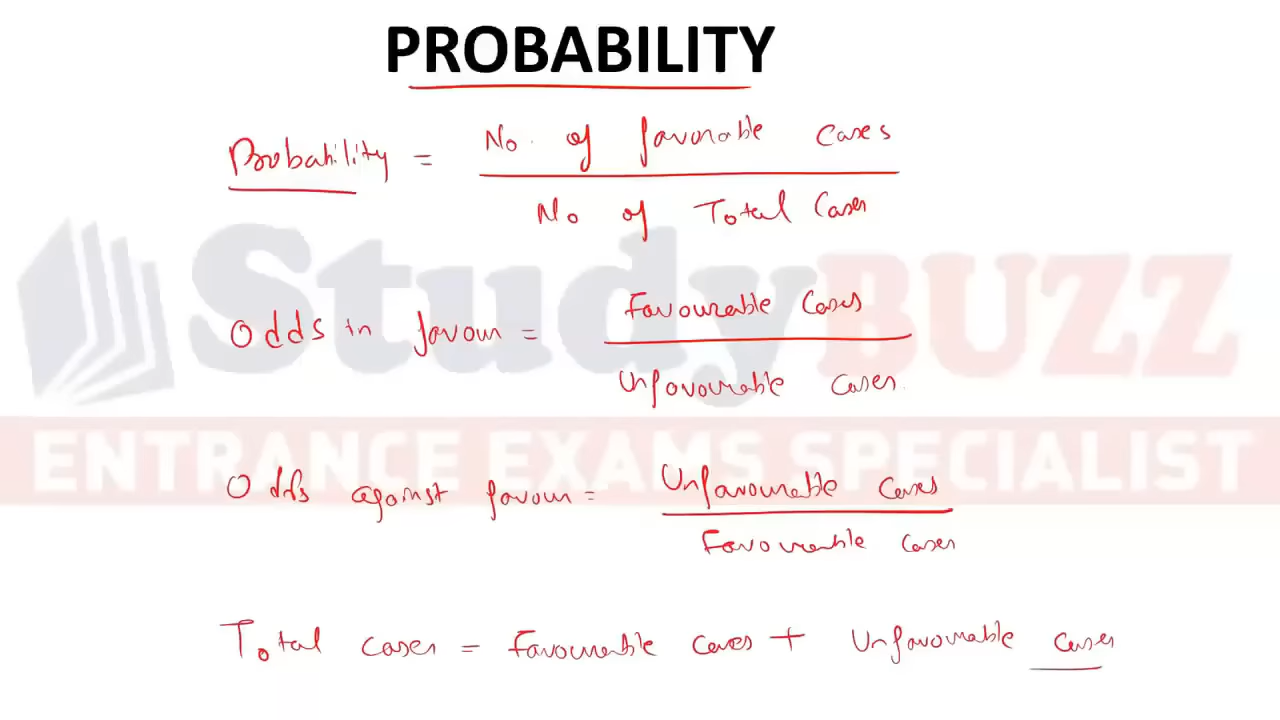 PROBABILITY
Probability = No. of favorable cases
No of Total Cases
Odds in favour = Favourable Cases
Unfavourable cases.
Odds against favour = Unfavourable cases
Favourable cases
Total cases = Favourable cases + Unfavourable cases
StudyBUZZ
ENTRANCE EXAMS SPECIALIST